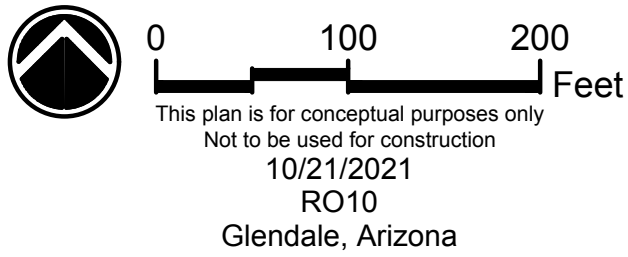 0 100 200
Feet
This plan is for conceptual purposes only
Not to be used for construction
10/21/2021
RO10
Glendale, Arizona